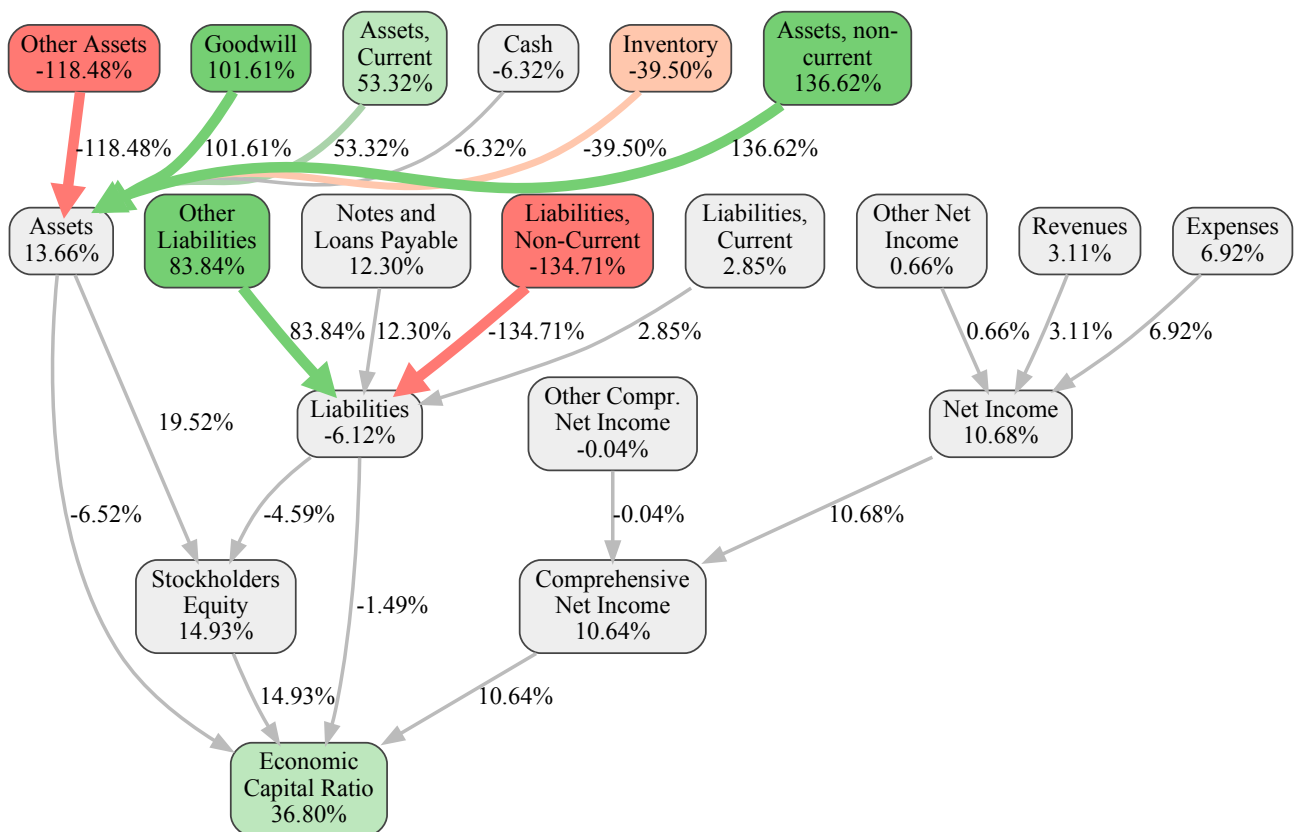 Other Assets
-118.48%
Goodwill
101.61%
Assets,
Current
53.32%
Cash
-6.32%
Inventory
-39.50%
Assets, non-
current
136.62%
-118.48%
101.61%
53.32%
-6.32%
-39.50%
136.62%
Assets
13.66%
Other
Liabilities
83.84%
Notes and
Loans Payable
12.30%
Liabilities,
Non-Current
-134.71%
Liabilities,
Current
2.85%
Other Net
Income
0.66%
Revenues
3.11%
Expenses
6.92%
83.84%
12.30%
-134.71%
2.85%
0.66%
3.11%
6.92%
19.52%
Liabilities
-6.12%
Other Compr.
Net Income
-0.04%
Net Income
10.68%
-6.52%
-4.59%
-0.04%
10.68%
Stockholders
Equity
14.93%
-1.49%
Comprehensive
Net Income
10.64%
14.93%
10.64%
Economic
Capital Ratio
36.80%